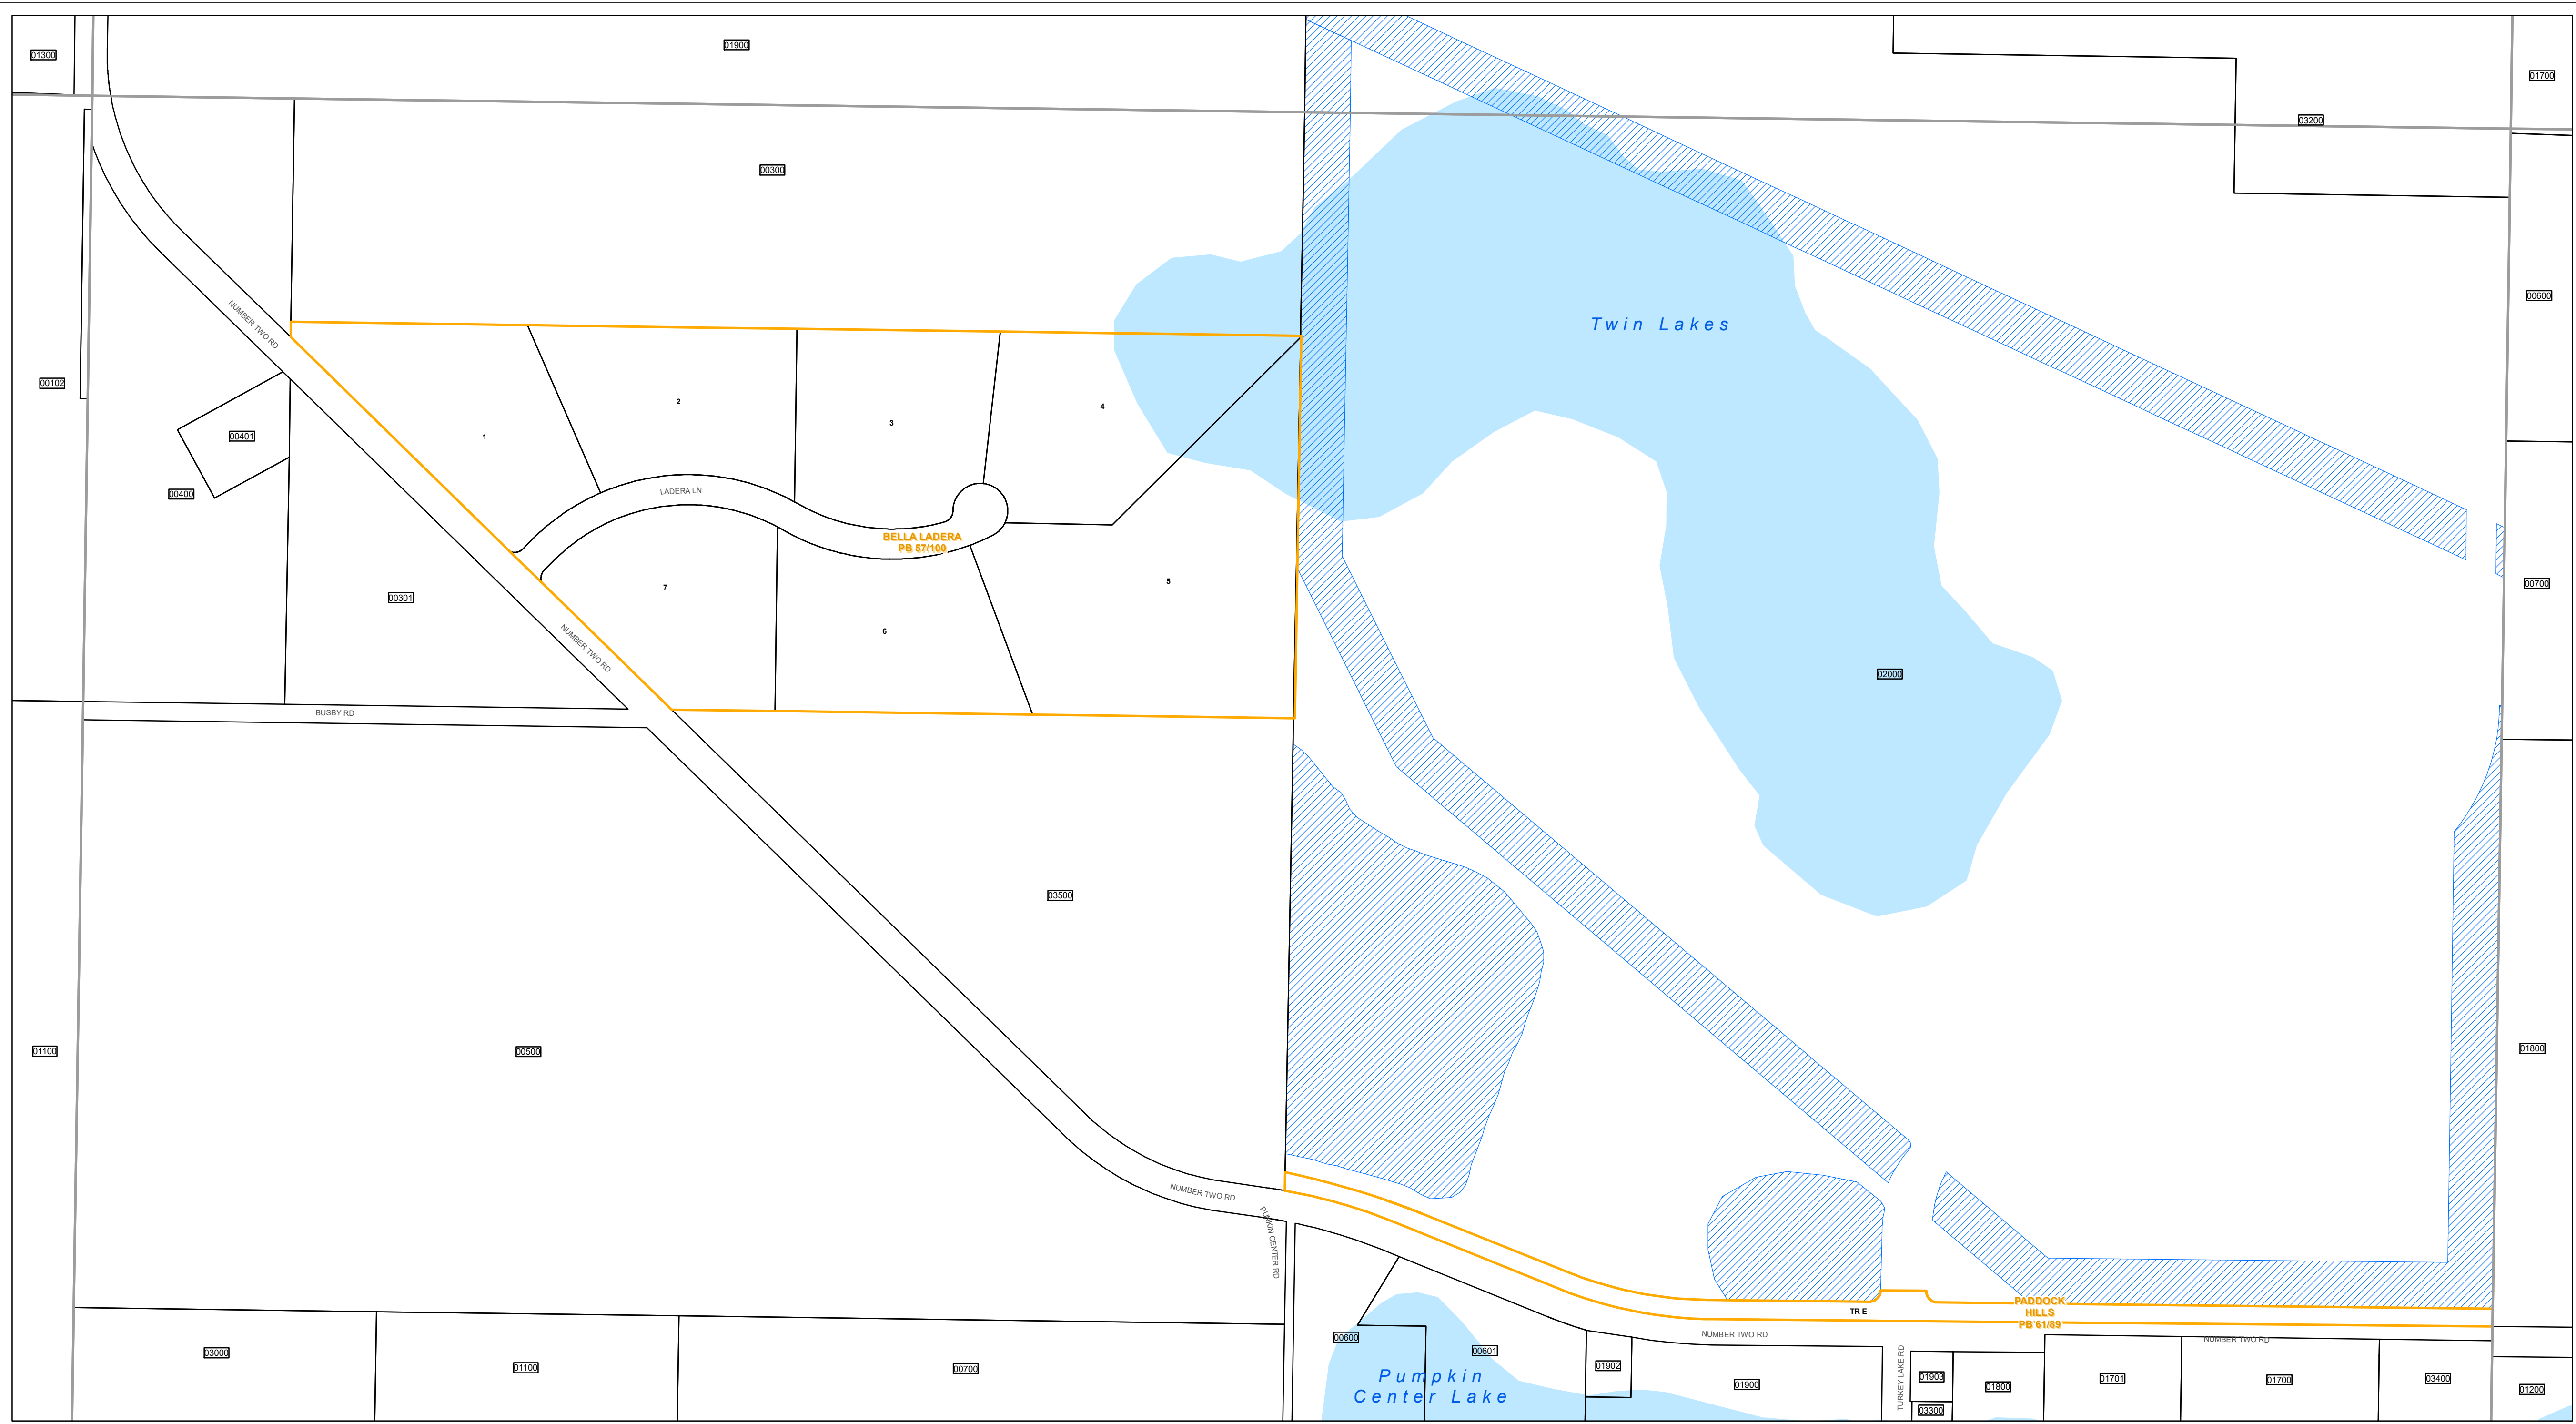 01300
01900
01700
03200
00300
00600
NUMBER TWO RD
Twin Lakes
00102
2
4
3
1
00401
00400
LADERA LN
BELLA LADERA
PB 57/100
5
00700
7
00301
6
NUMBER TWO RD
02000
BUSBY RD
03500
01100
00500
01800
NUMBER TWO RD
PUNKIN CENTER RD
PADDOCK
HILLS
PB 61/89
TR E
NUMBER TWO RD
NUMBER TWO RD
00600
00601
03000
01100
00700
01902
Pumpkin
Center Lake
01900
TURKEY LAKE RD
01903
01800
01701
01700
03400
01200
03300